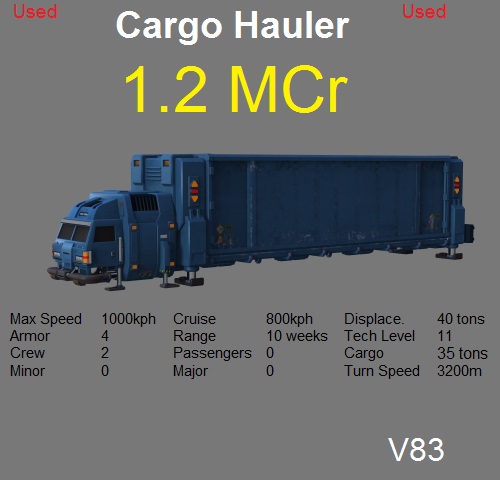 Used Used
Cargo Hauler
1.2 MCr
Max Speed 1000kph Cruise 800kph Displace. 40 tons
Armor 4 Range 10 weeks Tech Level 11
Crew 2 Passengers 0 Cargo 35 tons
Minor 0 Major 0 Turn Speed 3200m
V83